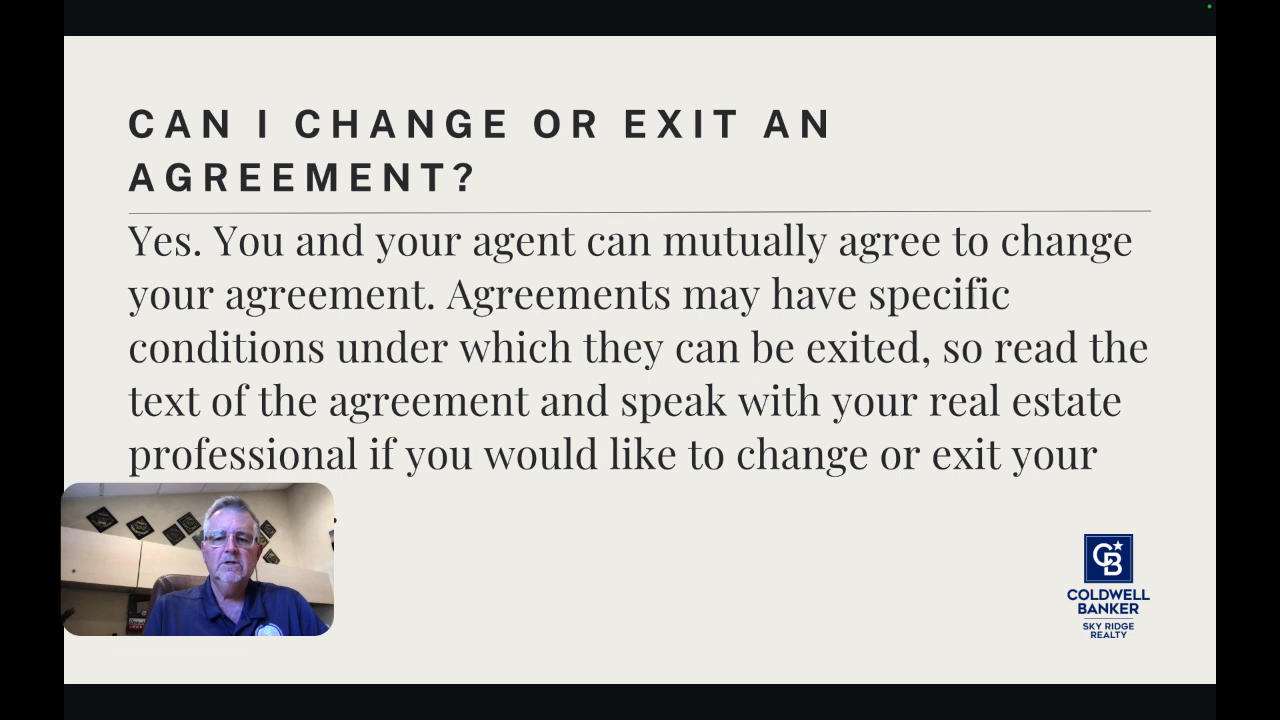 CAN I CHANGE OR EXIT AN
AGREEMENT?
Yes. You and your agent can mutually agree to change
your agreement. Agreements may have specific
conditions under which they can be exited, so read the
text of the agreement and speak with your real estate
professional if you would like to change or exit your
CB
COLDWELL
BANKER
SKY RIDGE
REALTY